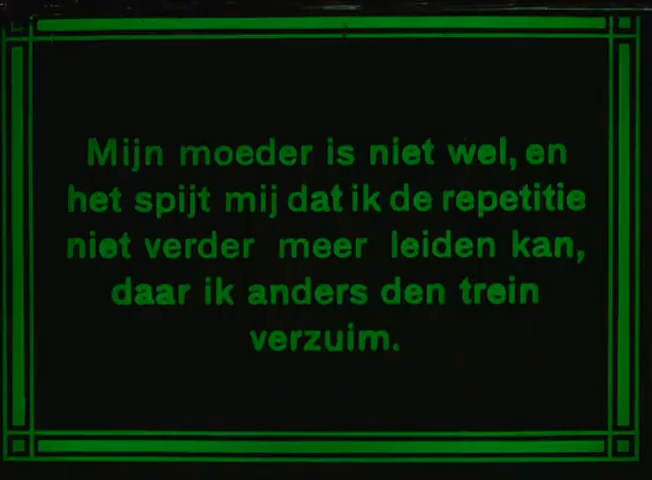 Mijn moeder is niet wel, en
het spijt mij dat ik de repetitie
niet verder meer leiden kan,
daar ik anders den trein
verzuim.